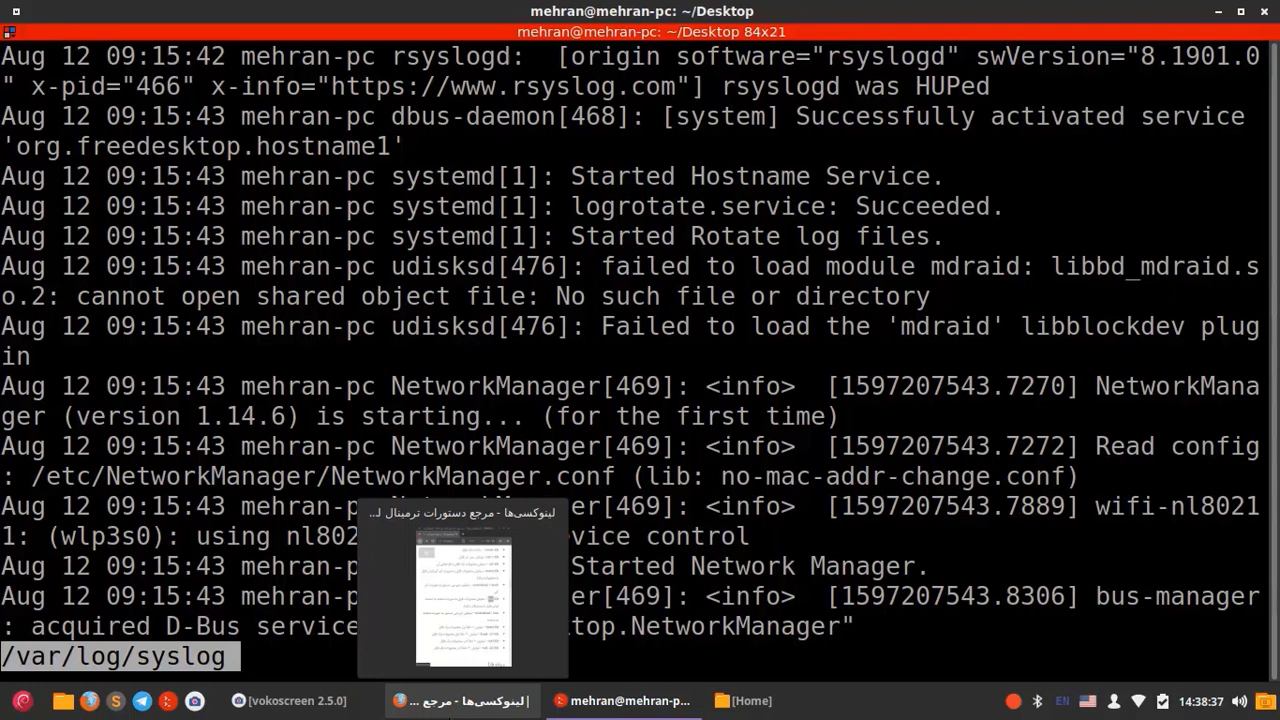 mehran@mehran-pc: ~/Desktop
mehran@mehran-pc: ~/Desktop 84x21
Aug 12 09:15:42 mehran-pc rsyslogd:  [origin software="rsyslogd" swVersion="8.1901.0
" x-pid="466" x-info="https://www.rsyslog.com"] rsyslogd was HUPed
Aug 12 09:15:43 mehran-pc dbus-daemon[468]: [system] Successfully activated service
'org.freedesktop.hostname1'
Aug 12 09:15:43 mehran-pc systemd[1]: Started Hostname Service.
Aug 12 09:15:43 mehran-pc systemd[1]: logrotate.service: Succeeded.
Aug 12 09:15:43 mehran-pc systemd[1]: Started Rotate log files.
Aug 12 09:15:43 mehran-pc udisksd[476]: failed to load module mdraid: libbd_mdraid.s
o.2: cannot open shared object file: No such file or directory
Aug 12 09:15:43 mehran-pc udisksd[476]: Failed to load the 'mdraid' libblockdev plug
in
Aug 12 09:15:43 mehran-pc NetworkManager[469]: <info>  [1597207543.7270] NetworkMana
ger (version 1.14.6) is starting... (for the first time)
Aug 12 09:15:43 mehran-pc NetworkManager[469]: <info>  [1597207543.7272] Read config
: /etc/NetworkManager/NetworkManager.conf (lib: no-mac-addr-change.conf)
Aug 12 09:15:43 mehran-p er[469]: <info>  [1597207543.7889] wifi-nl8021
1: (wlp3s0): using nl802 vice control
Aug 12 09:15:43 mehran-p Started Network Manager.
Aug 12 09:15:43 mehran-p er[469]: <info>  [1597207543.8306] bus-manager
: acquired D-Bus service top.NetworkManager"
/var/log/syslog
لینوکسی‌ها - مرجع دستورات ترمینال لـ...
[vokoscreen 2.5.0]
لینوکسی‌ها - مرجع ...
mehran@mehran-p...
[Home]
EN
14:38:37